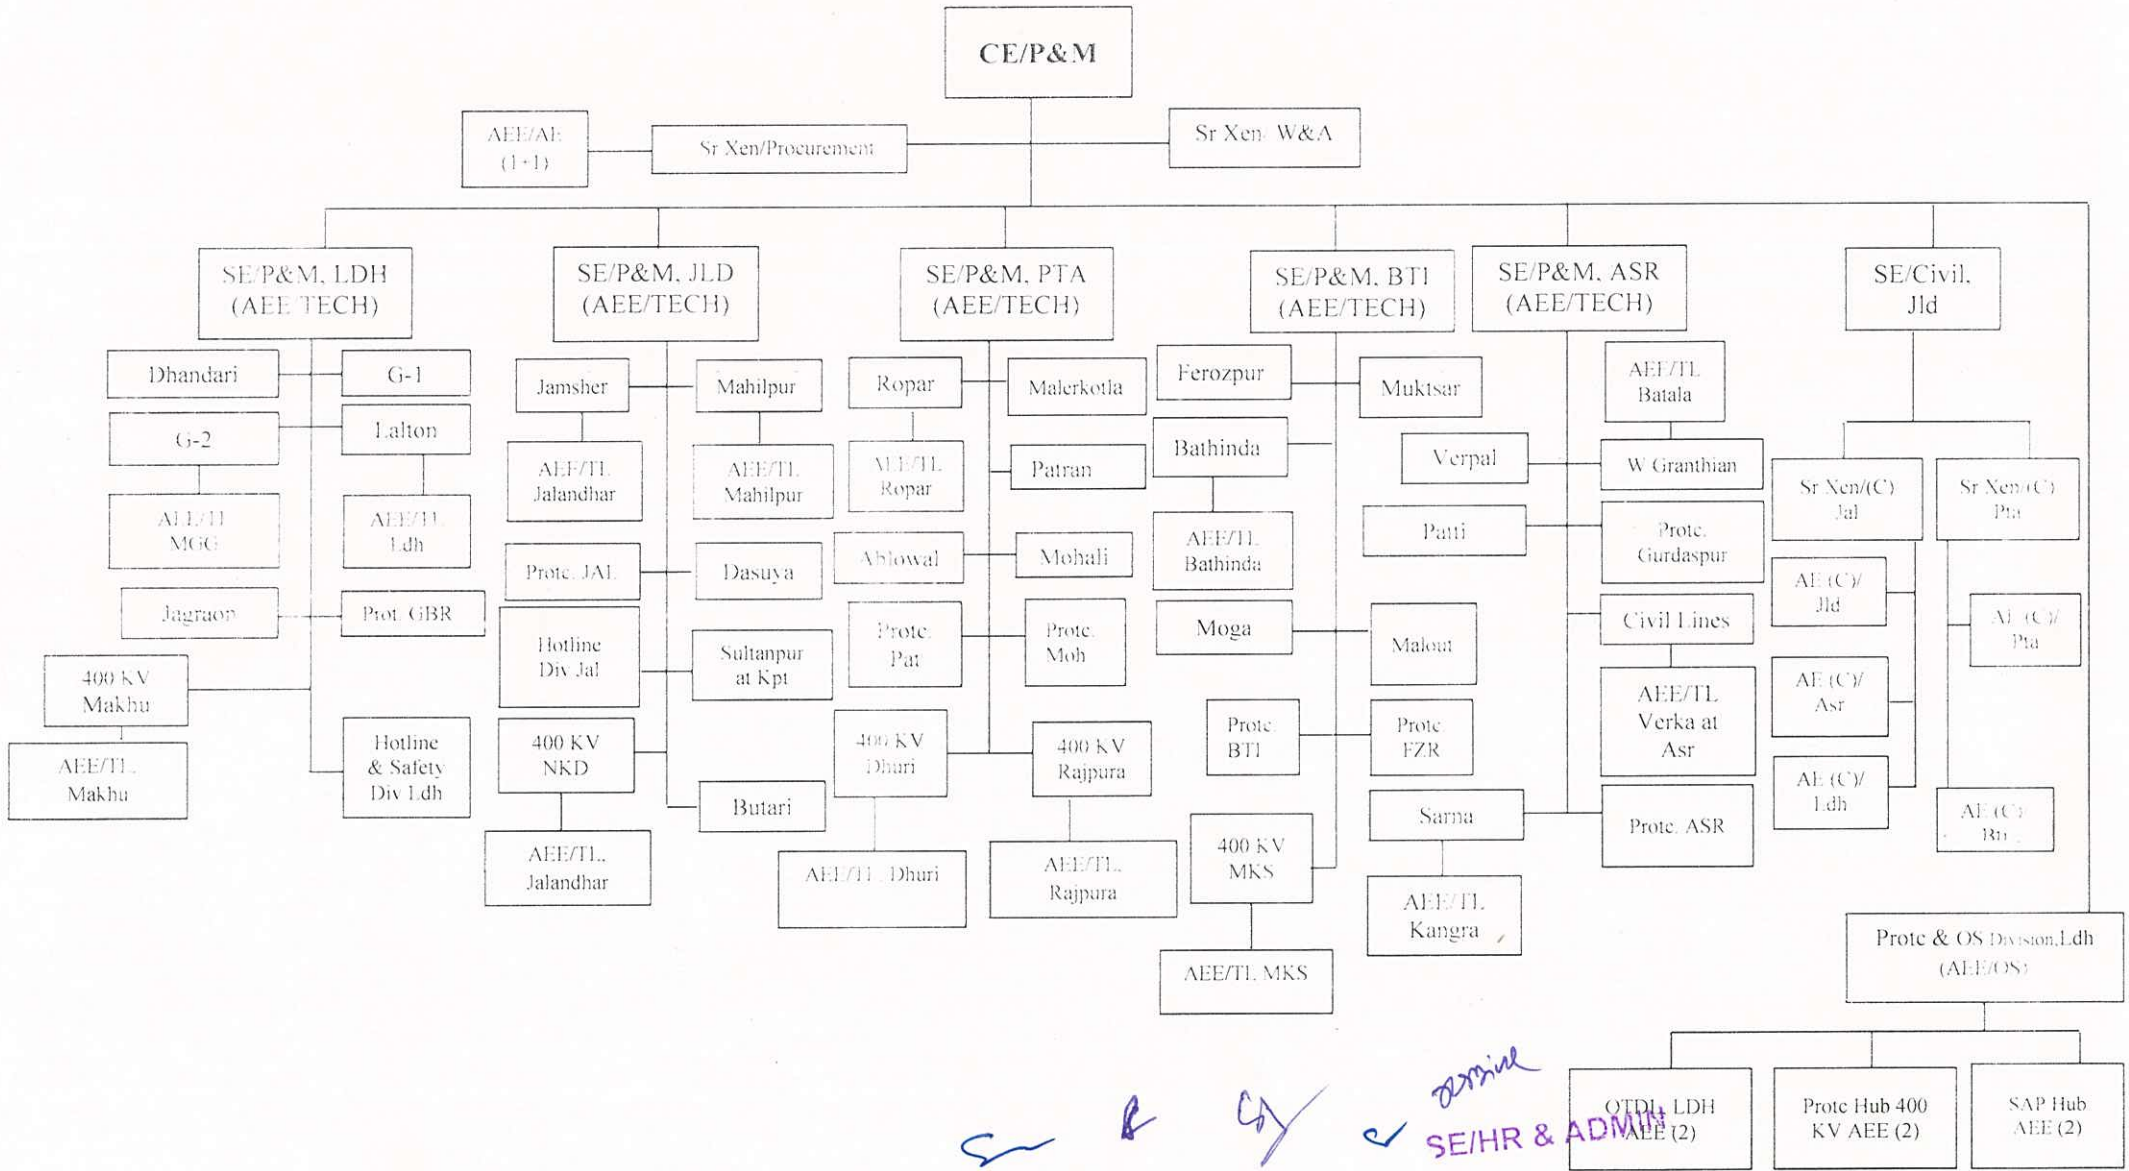 CE/P&M
AEE/AE
(1+1)
Sr Xen/Procurement
Sr Xen W&A
SE/P&M, LDH
(AEE TECH)
SE/P&M, JLD
(AEE/TECH)
SE/P&M, PTA
(AEE/TECH)
SE/P&M, BTI
(AEE/TECH)
SE/P&M, ASR
(AEE/TECH)
SE/Civil,
Jld
Dhandari
G-1
G-2
Lalton
AEE/TL
MGG
AEE/TL
Ldh
Jagraon
Prot. GBR
400 KV
Makhu
AEE/TL
Makhu
Hotline
& Safety
Div Ldh
Jamsher
Mahilpur
AEE/TL
Jalandhar
AEE/TL
Mahilpur
Protc. JAL
Dasuya
Hotline
Div Jal
Sultanpur
at Kpt
400 KV
NKD
Butari
AEE/TL,
Jalandhar
Ropar
Malerkotla
AEE/TL
Ropar
Patran
Ablowal
Mohali
Protc.
Pat
Protc.
Moh
400 KV
Dhuri
400 KV
Rajpura
AEE/TL Dhuri
AEE/TL,
Rajpura
Ferozpur
Muktsar
Bathinda
AEE/TL
Bathinda
Moga
Malout
Protc.
BTI
Protc
FZR
400 KV
MKS
AEE/TL MKS
AEE/TL
Batala
Verpal
W Granthian
Patti
Protc.
Gurdaspur
Civil Lines
AEE/TL
Verka at
Asr
Sarna
Protc. ASR
AEE/TL
Kangra
Sr Xen/(C)
Jal
Sr Xen/(C)
Pta
AE (C)/
Jld
AE (C)/
Pta
AE (C)/
Asr
AE (C)/
Ldh
AE (C)/
Protc & OS Division,Ldh
(AEE/OS)
OTDL, LDH
AEE (2)
Protc Hub 400
KV AEE (2)
SAP Hub
AEE (2)
SE/HR & ADMIN.